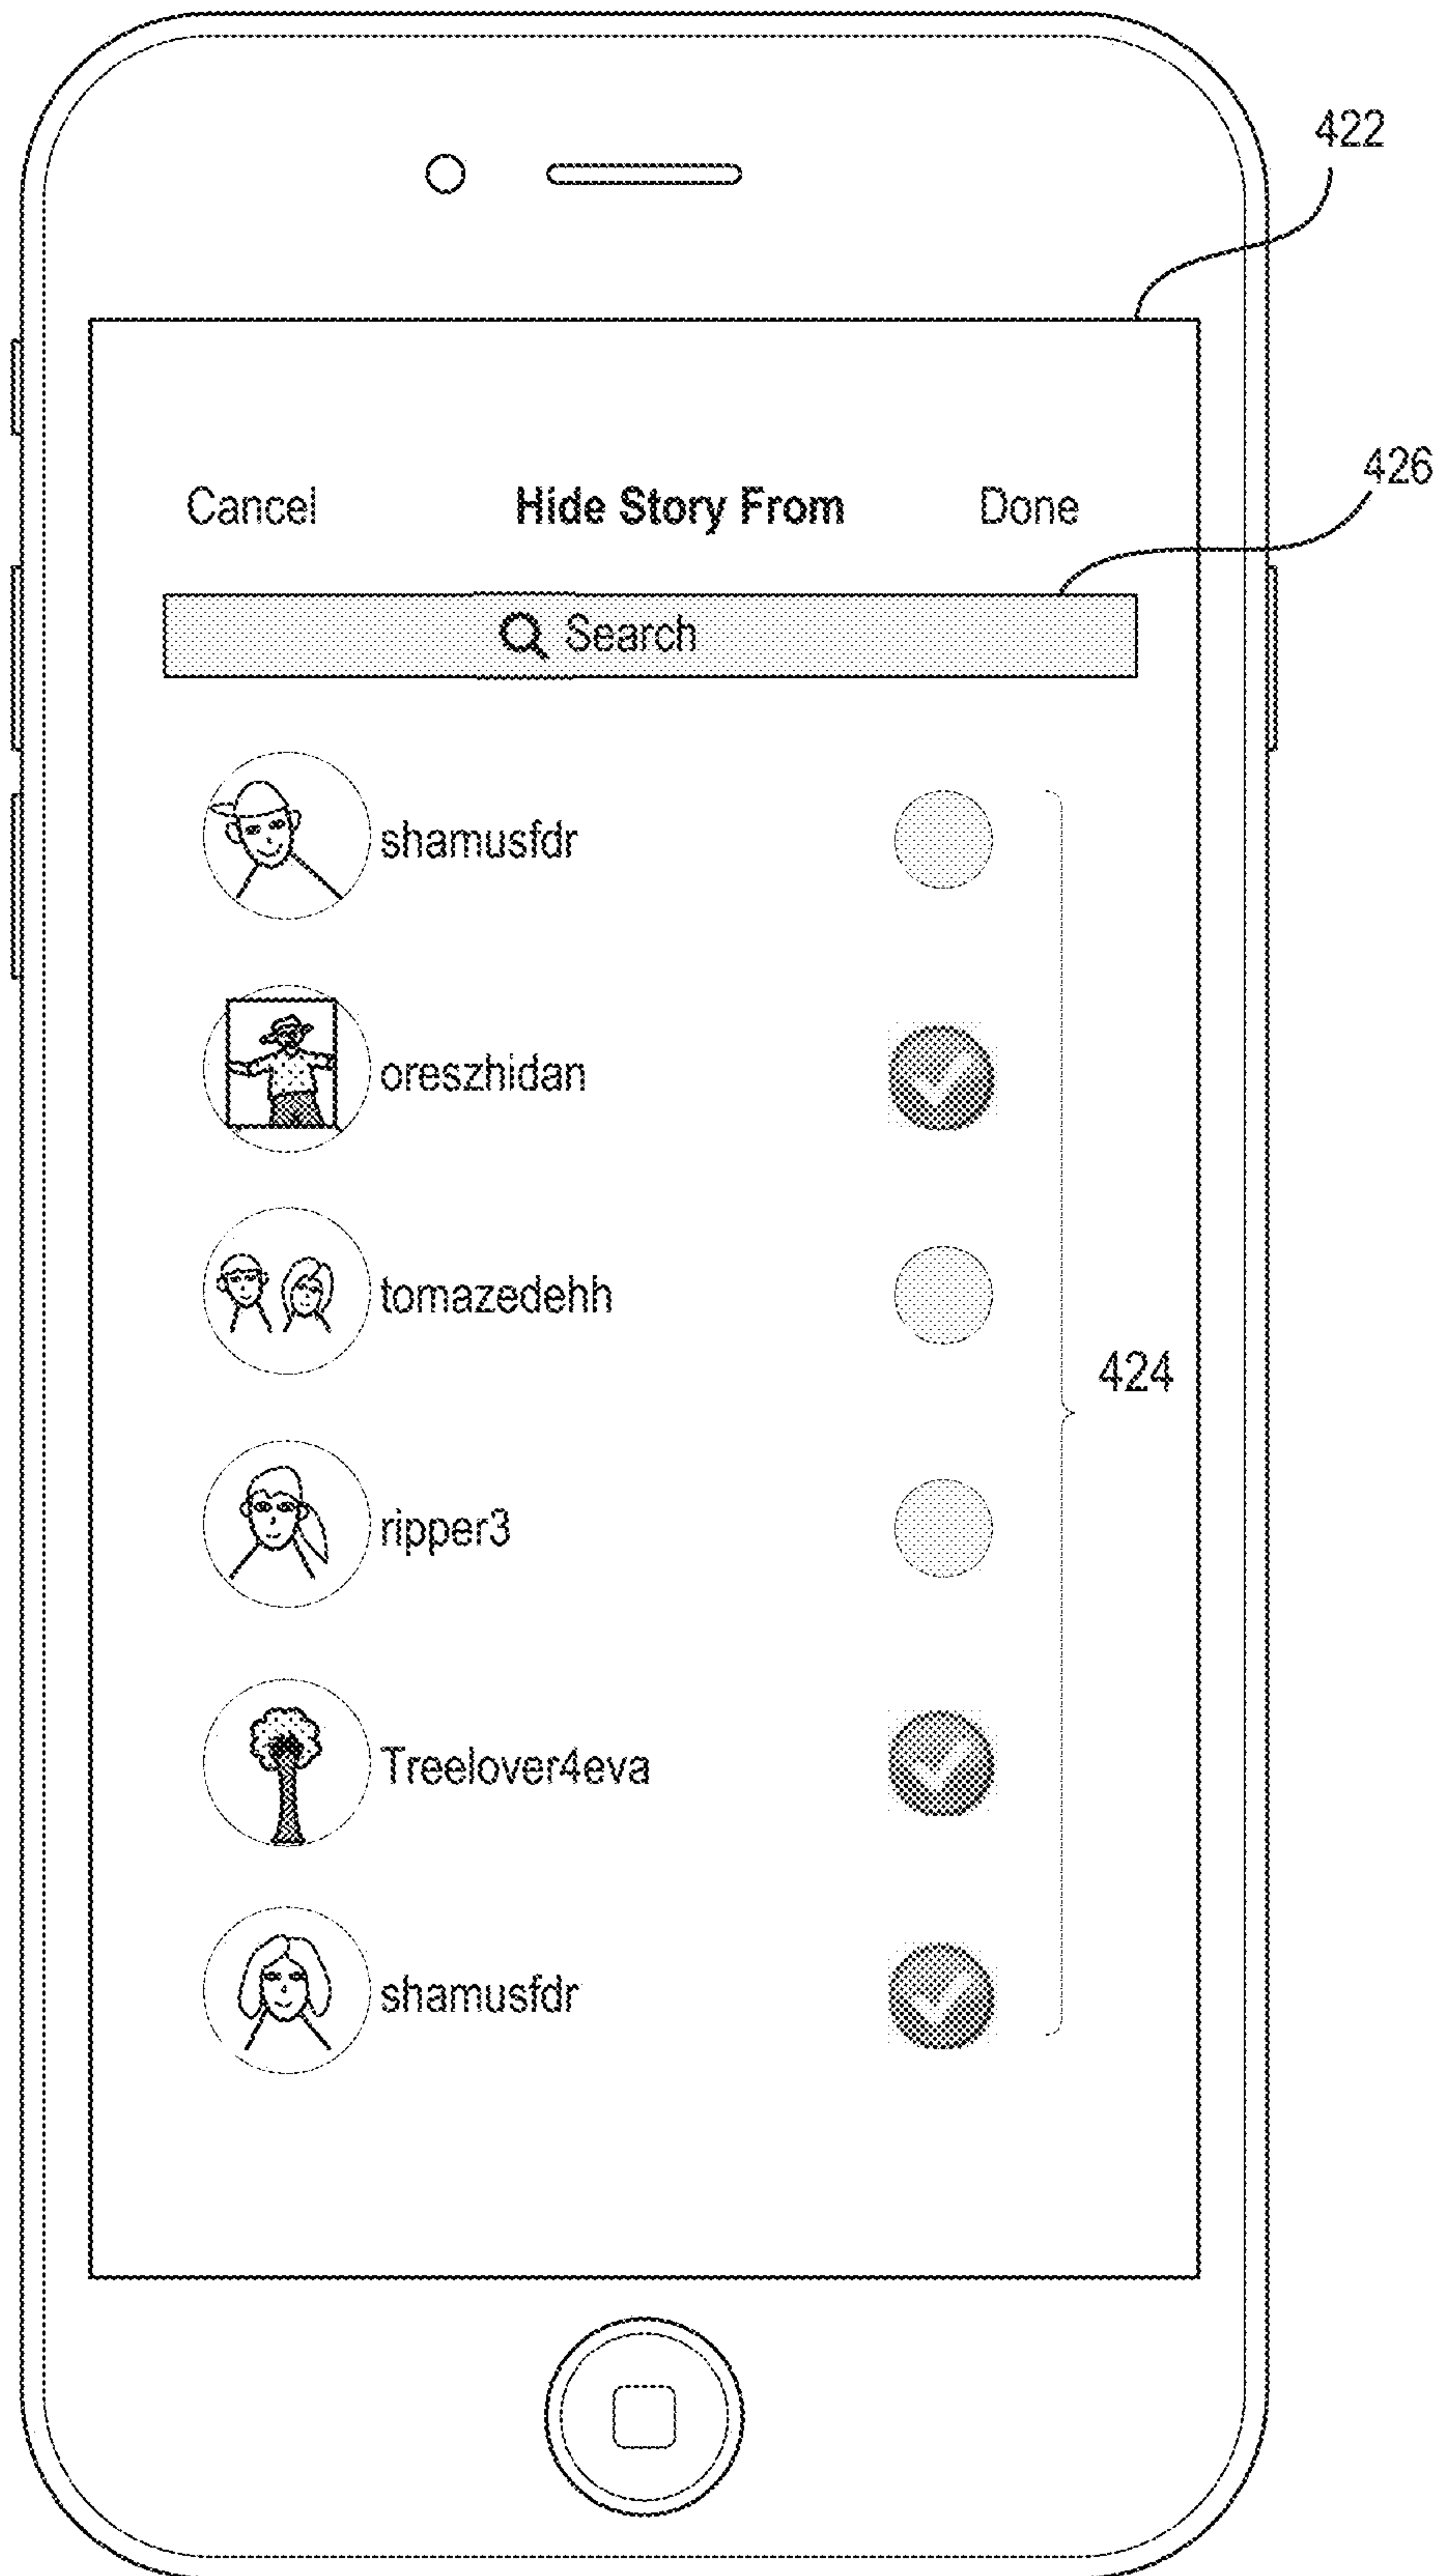 422
426
Cancel Hide Story From Done
Search
shamusfdr
oreszhidan
tomazedehh
424
ripper3
Treelover4eva
shamusfdr